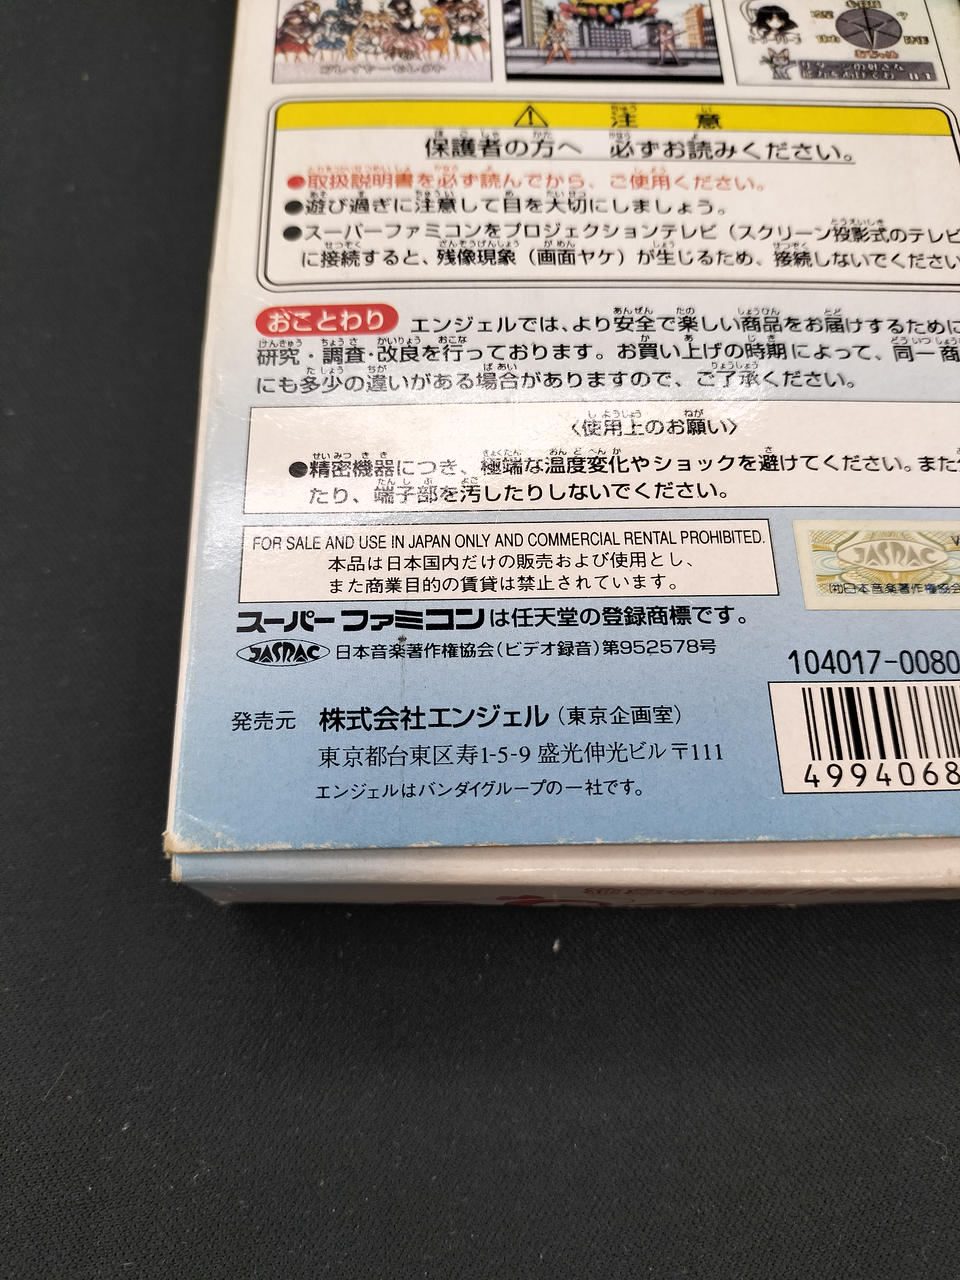 プレイヤーセレクト
注 意
保護者の方へ 必ずお読みください。
●取扱説明書を必ず読んでから、ご使用ください。
●遊び過ぎに注意して目を大切にしましょう。
●スーパーファミコンをプロジェクションテレビ（スクリーン投影式のテレビ
に接続すると、残像現象（画面ヤケ）が生じるため、接続しないでください
おことわり エンジェルでは、より安全で楽しい商品をお届けするために
研究・調査・改良を行っております。お買い上げの時期によって、同一商
にも多少の違いがある場合がありますので、ご了承ください。
〈使用上のお願い〉
●精密機器につき、極端な温度変化やショックを避けてください。また
たり、端子部を汚したりしないでください。
FOR SALE AND USE IN JAPAN ONLY AND COMMERCIAL RENTAL PROHIBITED.
本品は日本国内だけの販売および使用とし、
また商業目的の賃貸は禁止されています。
JASRAC
㈳日本音楽著作権協会
スーパーファミコンは任天堂の登録商標です。
JASRAC 日本音楽著作権協会（ビデオ録音）第952578号
104017-0080
4994068
発売元 株式会社エンジェル（東京企画室）
東京都台東区寿1-5-9 盛光伸光ビル〒111
エンジェルはバンダイグループの一社です。